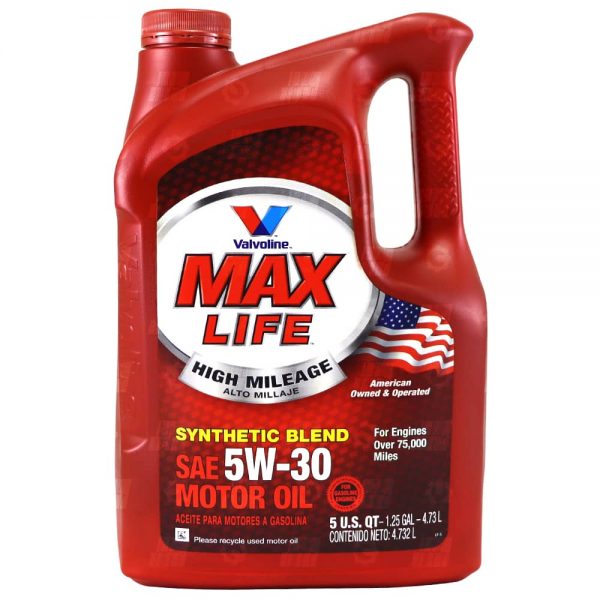 Valvoline™
MAX
LIFE™
HIGH MILEAGE
ALTO MILLAJE
American
Owned & Operated
SYNTHETIC BLEND
SAE 5W-30
MOTOR OIL
ACEITE PARA MOTORES A GASOLINA
For Engines
Over 75,000
Miles
FOR
GASOLINE
ENGINES
5 U.S. QT– 1.25 GAL – 4.73 L
CONTENIDO NETO: 4.732 L
Please recycle used motor oil